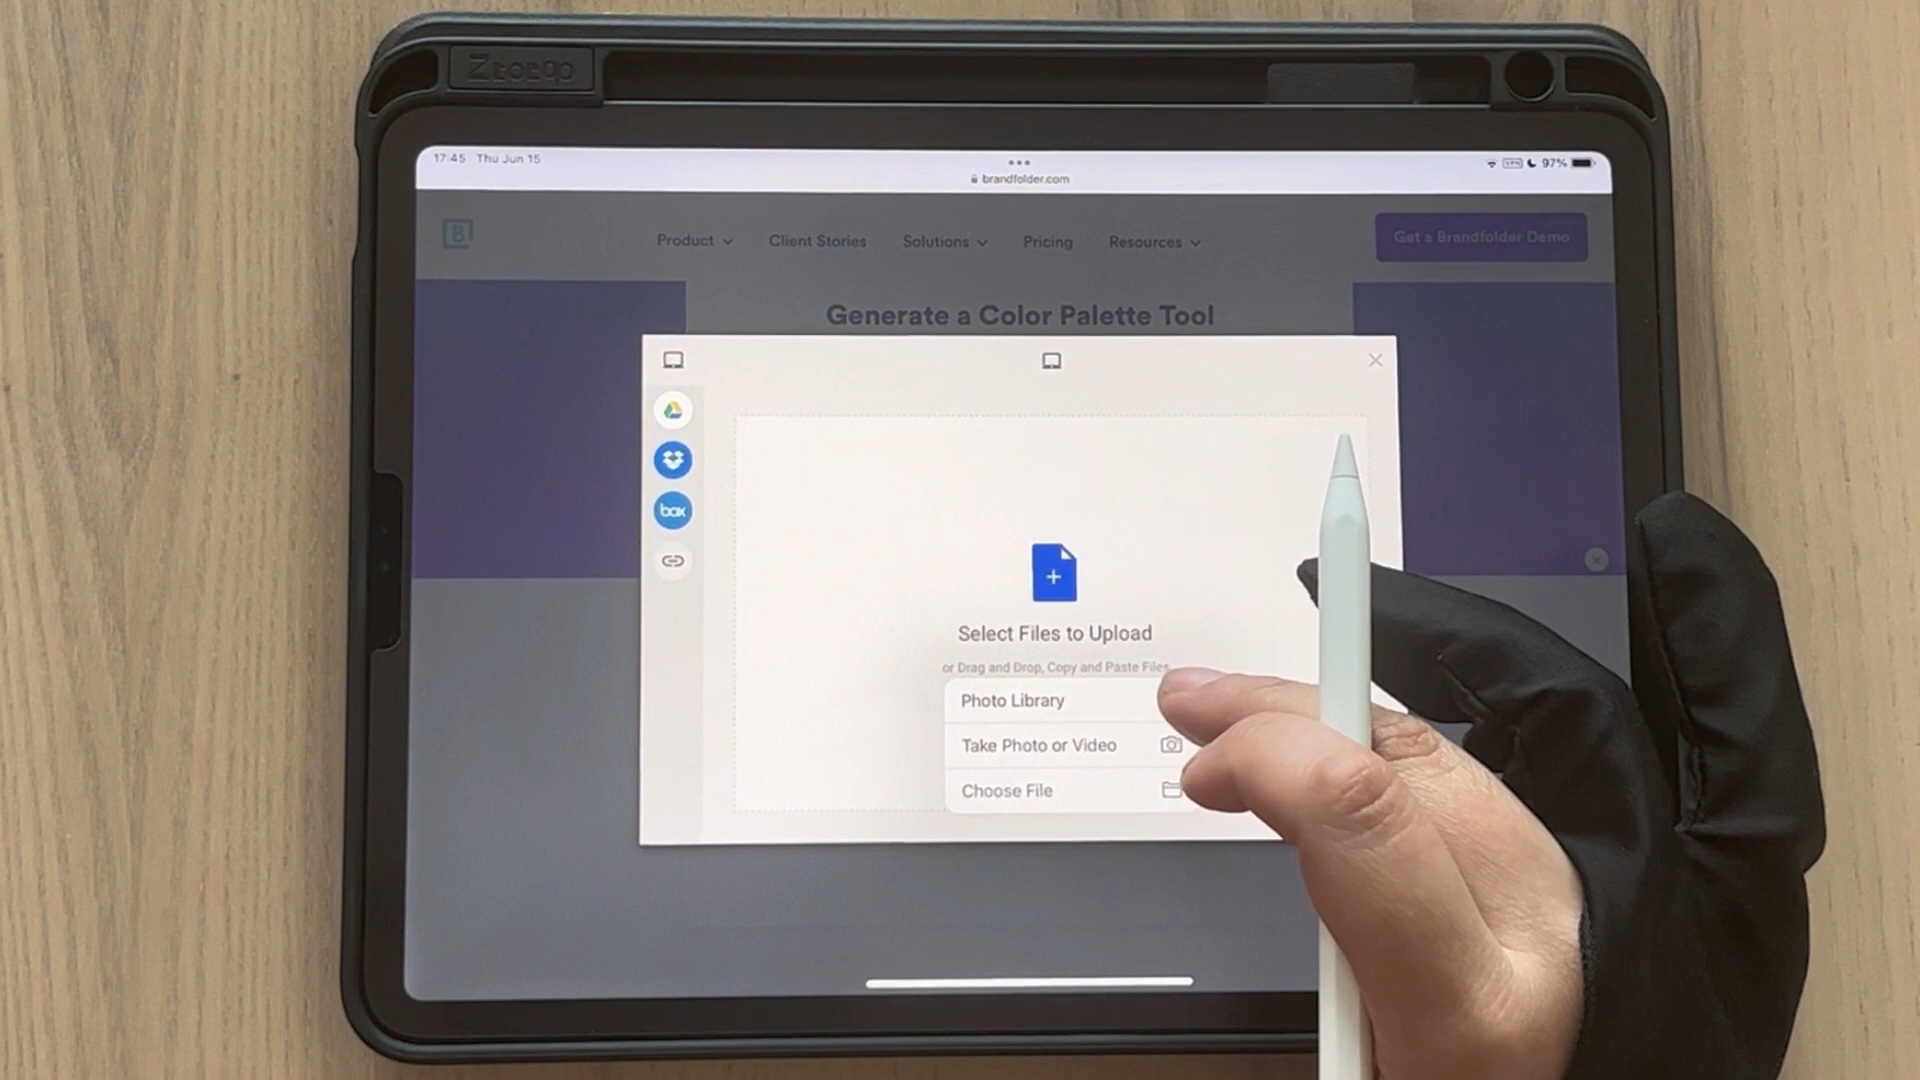 Ztotop
17:45 Thu Jun 15
brandfolder.com
VPN 97%
B
Product
Client Stories
Solutions
Pricing
Resources
Get a Brandfolder Demo
Generate a Color Palette Tool
box
Select Files to Upload
or Drag and Drop, Copy and Paste Files
Photo Library
Take Photo or Video
Choose File